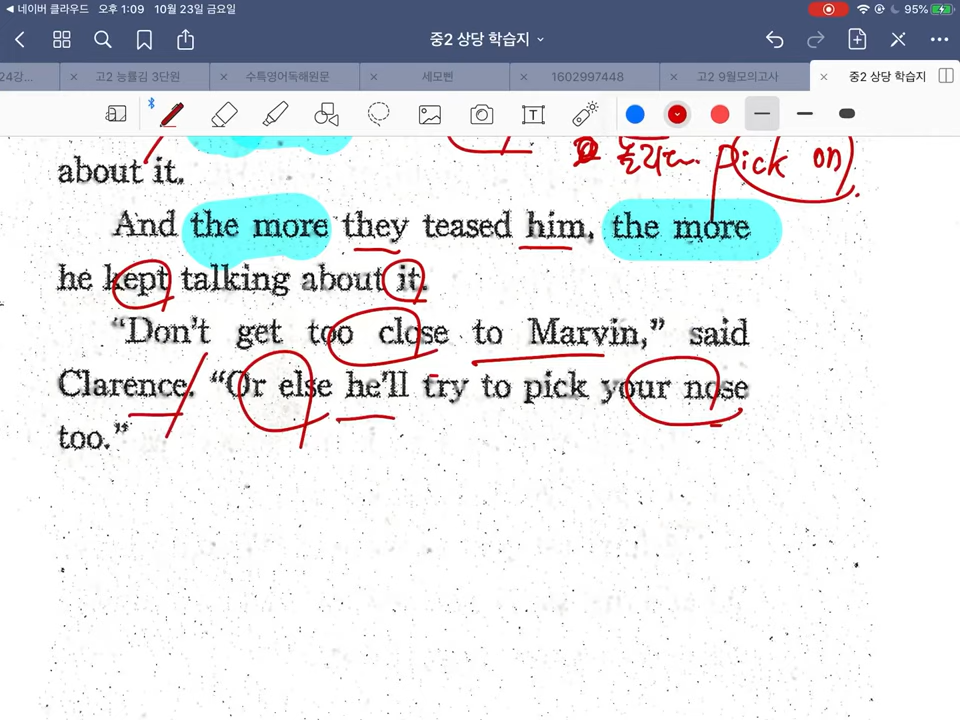 ◀ 네이버 클라우드 오후 1:09 10월 23일 금요일 95%
중2 상당 학습지
24강... 고2 능률김 3단원 수특영어독해원문 세모삔 1602997448 고2 9월모의고사 중2 상당 학습지
놀리다. pick on
about it.
And the more they teased him, the more
he kept talking about it.
“Don’t get too close to Marvin,” said
Clarence. “Or else he’ll try to pick your nose
too.”